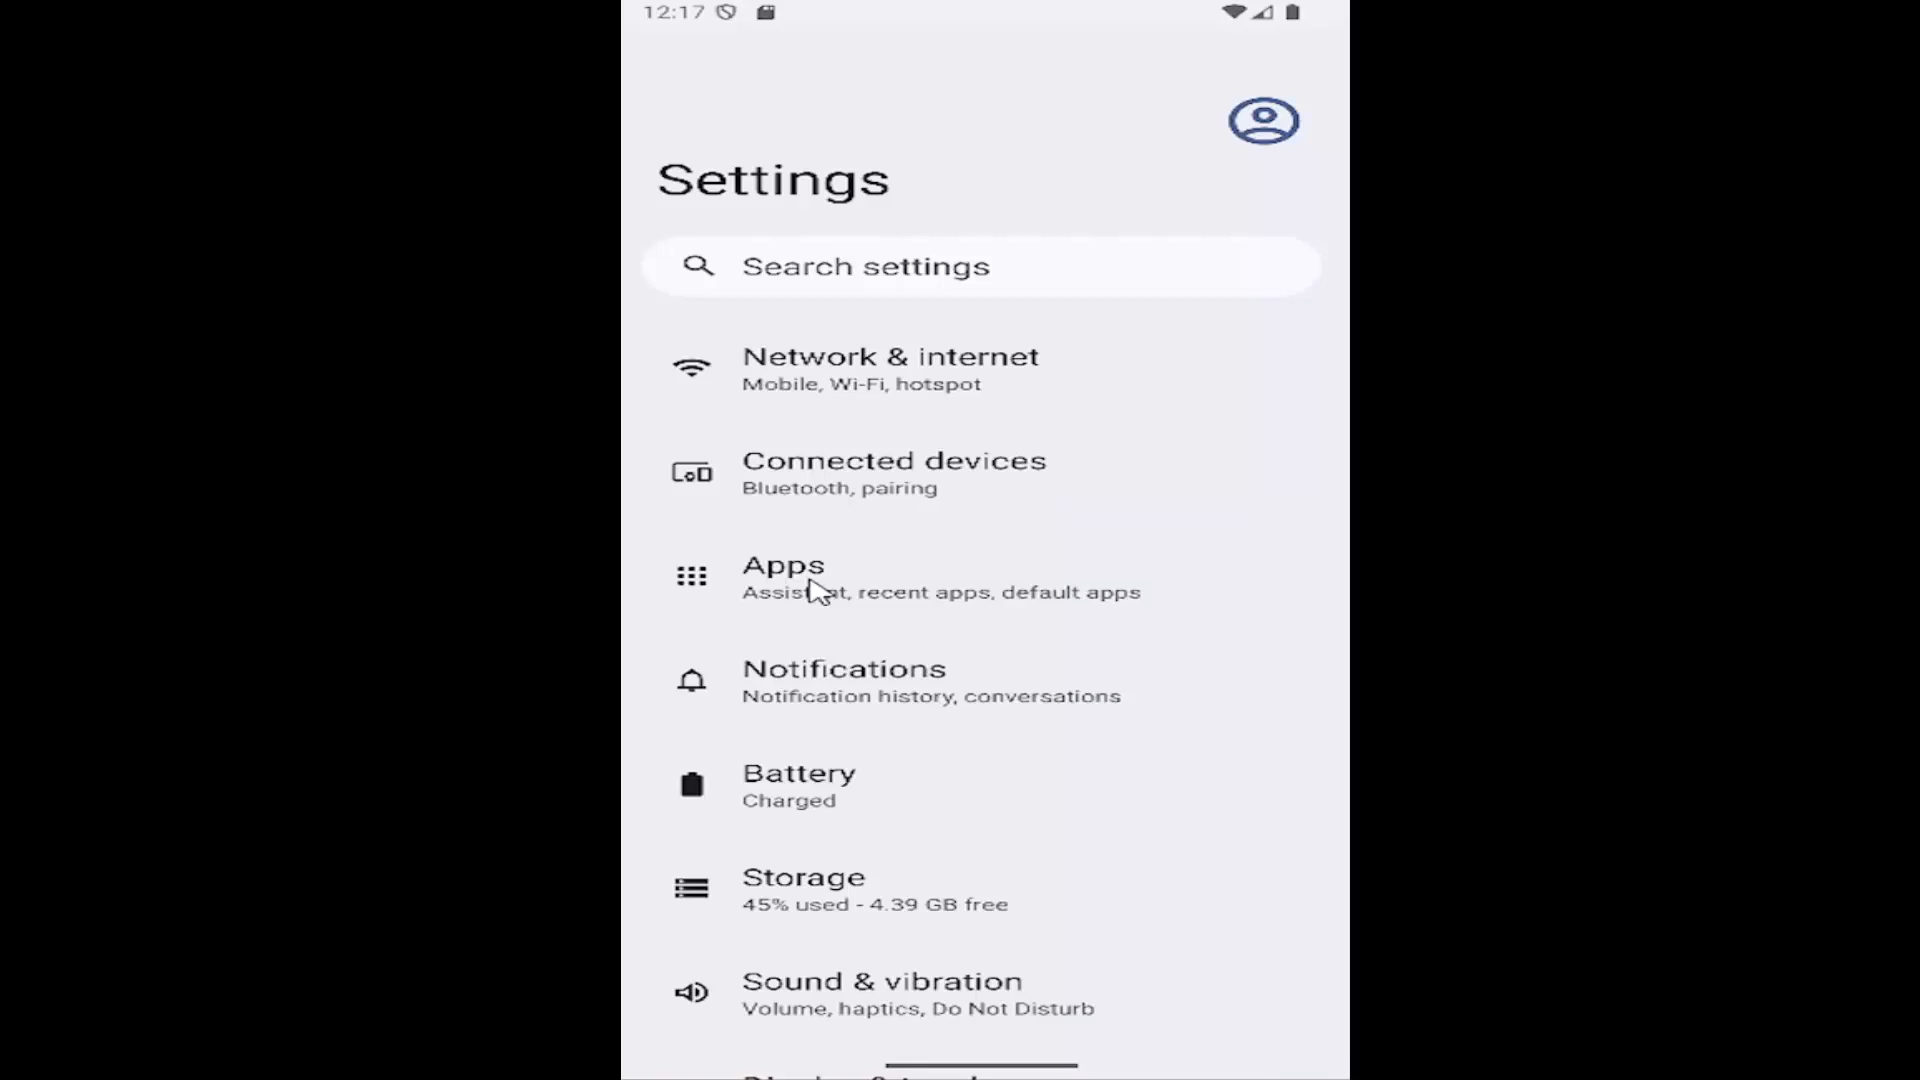 12:17
Settings
Search settings
Network & internet
Mobile, Wi-Fi, hotspot
Connected devices
Bluetooth, pairing
Apps
recent apps, default apps
Notifications
Notification history, conversations
Battery
Charged
Storage
45% used - 4.39 GB free
Sound & vibration
Volume, haptics, Do Not Disturb